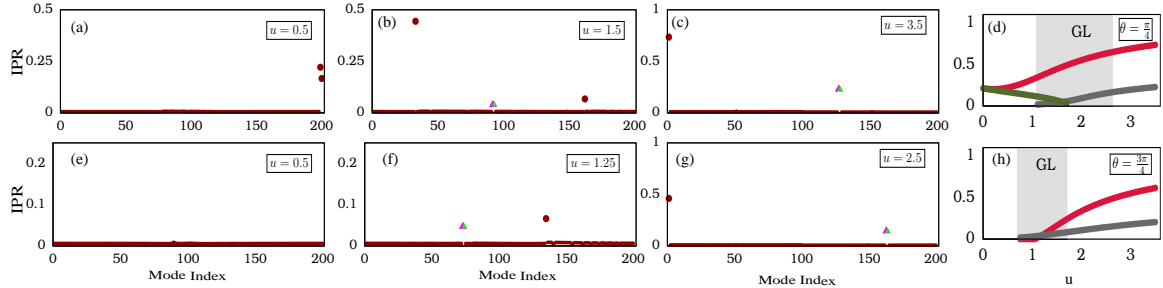 (a)
u = 0.5
IPR
0.5
0.25
0
0
50
100
150
200
(b)
u = 1.5
0.5
0.25
0
0
50
100
150
200
(c)
u = 3.5
1
0.5
0
0
50
100
150
200
(d)
GL
θ = π/4
1
0.5
0
0
1
2
3
(e)
u = 0.5
IPR
0.2
0.1
0
0
50
100
150
200
Mode Index
(f)
u = 1.25
0.2
0.1
0
0
50
100
150
200
Mode Index
(g)
u = 2.5
1
0.5
0
0
50
100
150
200
Mode Index
(h)
GL
θ = 3π/4
1
0.5
0
0
1
2
3
u